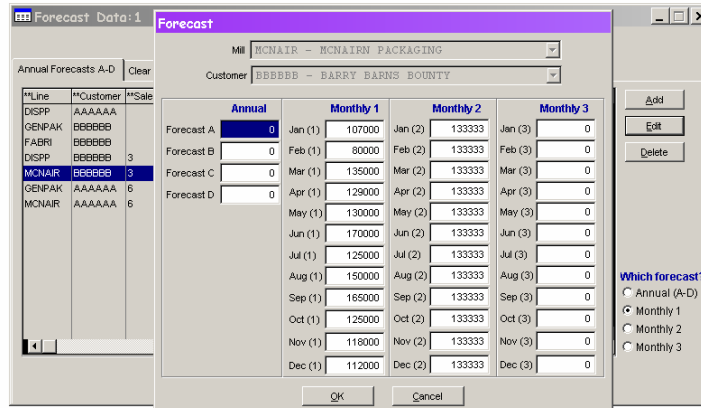 Forecast Data:1
Forecast
Mill MCNAIR - MCNAIRN PACKAGING
Customer BBBBBB - BARRY BARNS BOUNTY
Annual Forecasts A-D Clear
**Line **Customer **Sale
DISPP AAAAAA
GENPAK BBBBBB
FABRI BBBBBB
DISPP BBBBBB 3
MCNAIR BBBBBB 3
GENPAK AAAAAA 6
MCNAIR AAAAAA 6
Annual Monthly 1 Monthly 2 Monthly 3
Forecast A 0 Jan (1) 107000 Jan (2) 133333 Jan (3) 0
Forecast B 0 Feb (1) 80000 Feb (2) 133333 Feb (3) 0
Forecast C 0 Mar (1) 135000 Mar (2) 133333 Mar (3) 0
Forecast D 0 Apr (1) 129000 Apr (2) 133333 Apr (3) 0
May (1) 130000 May (2) 133333 May (3) 0
Jun (1) 170000 Jun (2) 133333 Jun (3) 0
Jul (1) 125000 Jul (2) 133333 Jul (3) 0
Aug (1) 150000 Aug (2) 133333 Aug (3) 0
Sep (1) 165000 Sep (2) 133333 Sep (3) 0
Oct (1) 125000 Oct (2) 133333 Oct (3) 0
Nov (1) 118000 Nov (2) 133333 Nov (3) 0
Dec (1) 112000 Dec (2) 133333 Dec (3) 0
OK Cancel
Add
Edit
Delete
Which forecast?
Annual (A-D)
Monthly 1
Monthly 2
Monthly 3